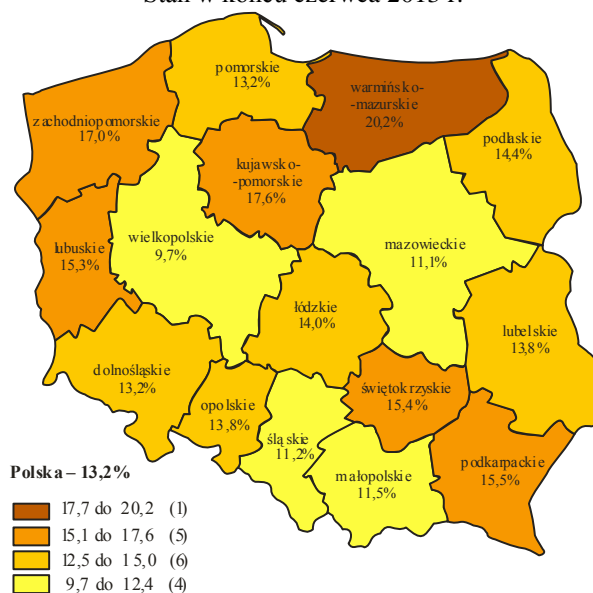 Stan w końcu czerwca 2013 r.
pomorskie
13,2%
warmińsko-
-mazurskie
20,2%
zachodniopomorskie
17,0%
podlaskie
14,4%
kujawsko-
-pomorskie
17,6%
wielkopolskie
9,7%
mazowieckie
11,1%
lubuskie
15,3%
łódzkie
14,0%
lubelskie
13,8%
dolnośląskie
13,2%
opolskie
13,8%
świętokrzyskie
15,4%
śląskie
11,2%
małopolskie
11,5%
podkarpackie
15,5%
Polska – 13,2%
17,7 do 20,2 (1)
15,1 do 17,6 (5)
12,5 do 15,0 (6)
9,7 do 12,4 (4)